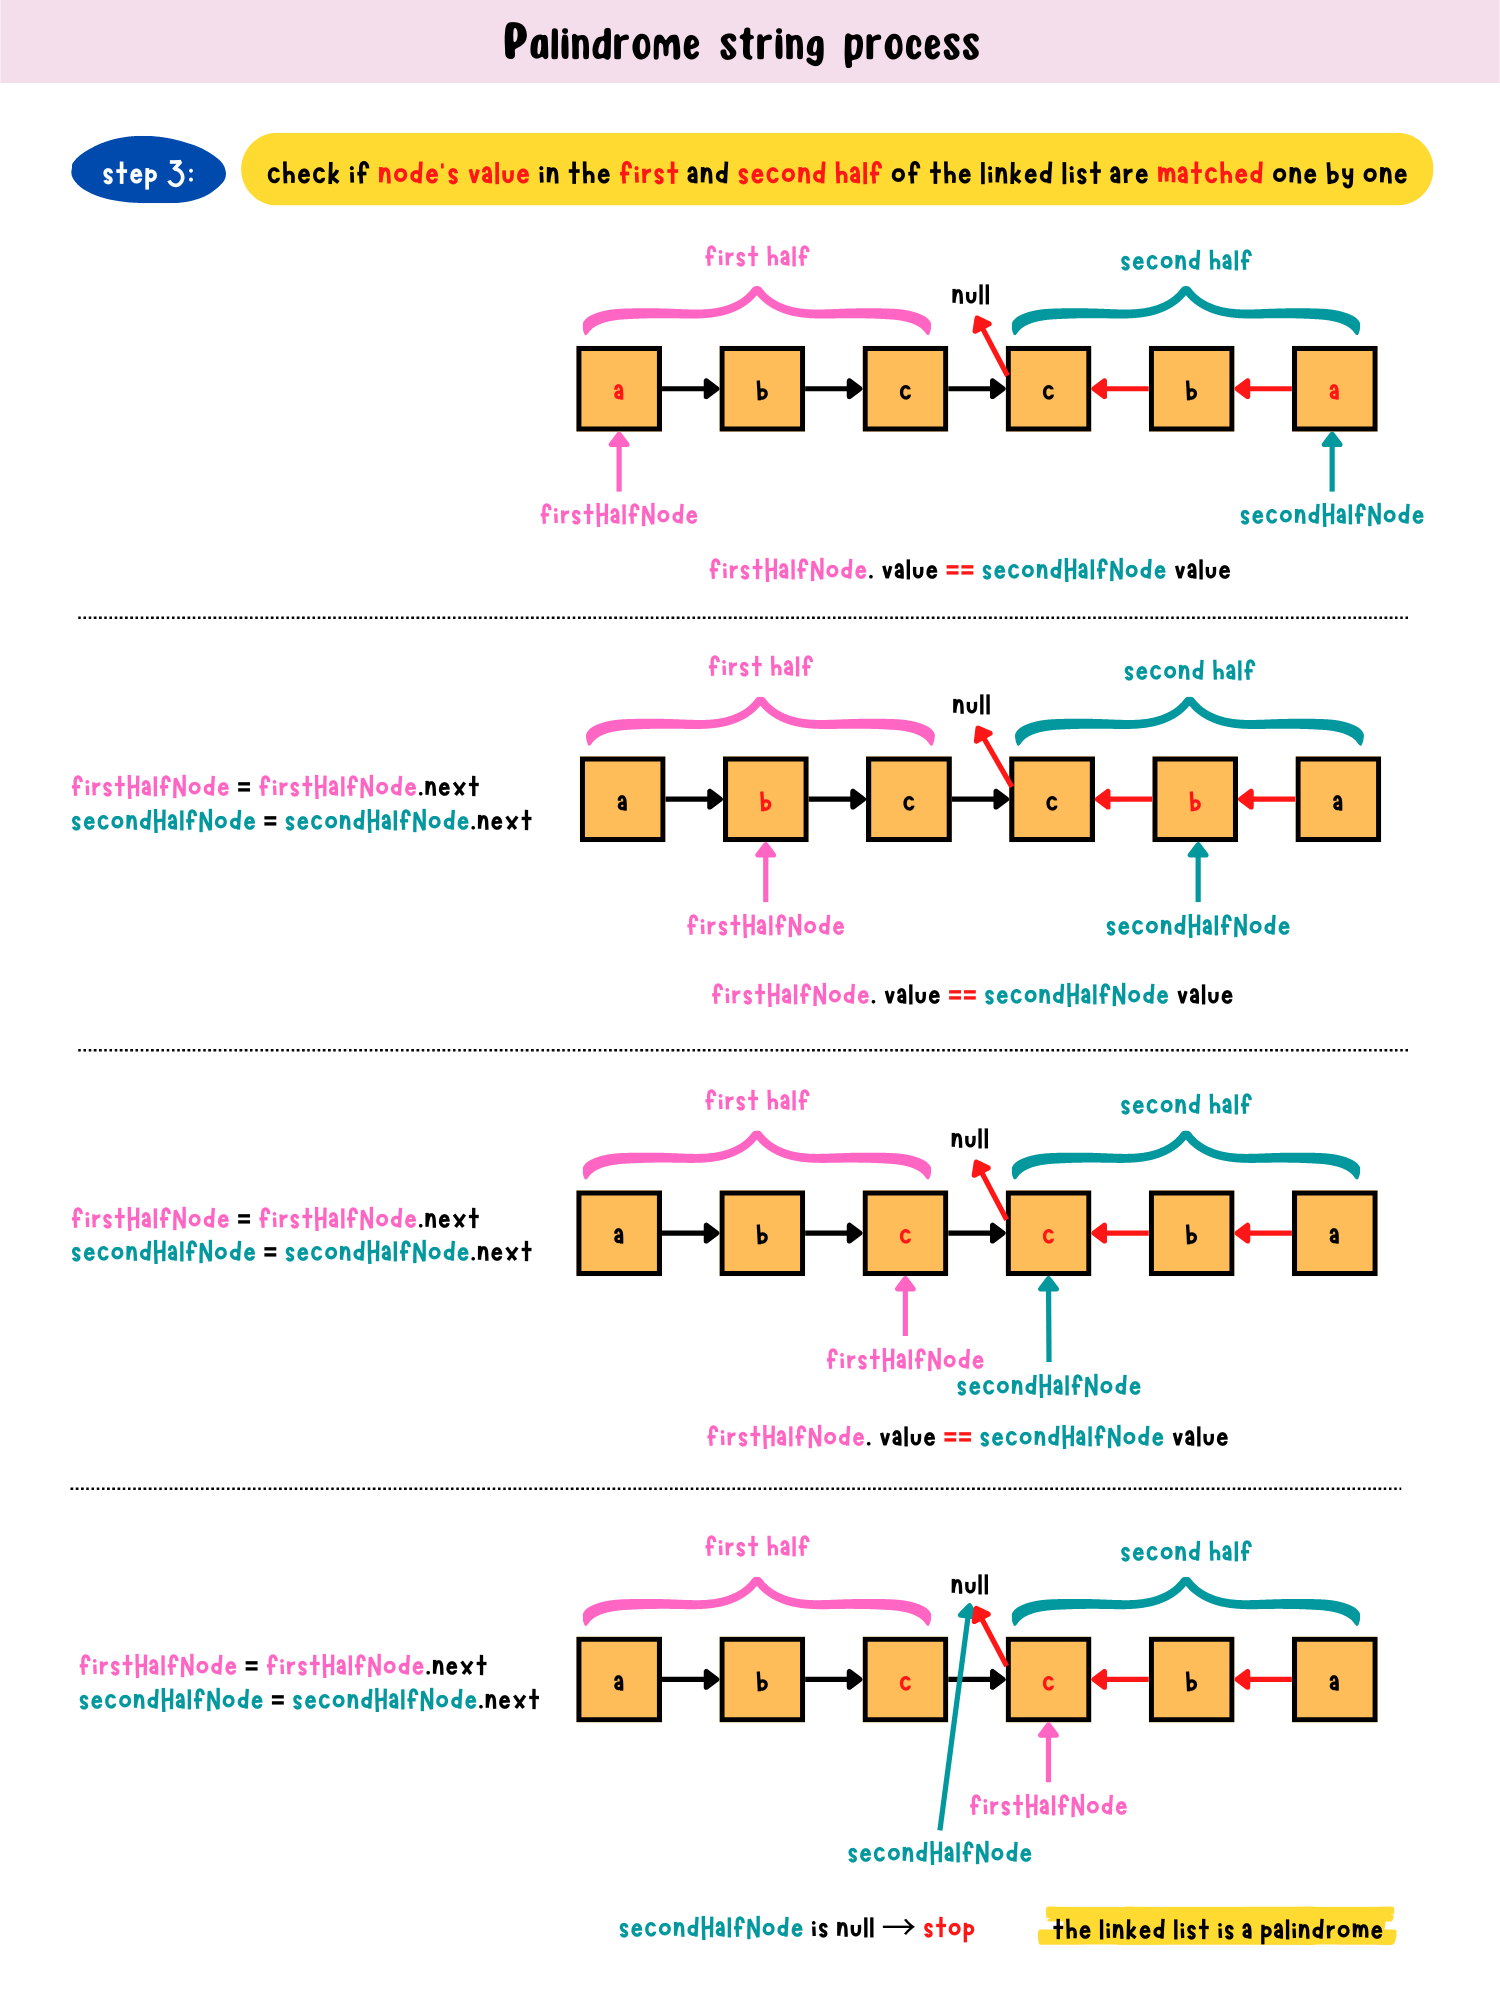 Palindrome string process
step 3:
check if node's value in the first and second half of the linked list are matched one by one
first half
second half
null
a b c c b a
firstHalfNode
secondHalfNode
firstHalfNode. value == secondHalfNode value
first half
second half
null
firstHalfNode = firstHalfNode.next
secondHalfNode = secondHalfNode.next
a b c c b a
firstHalfNode
secondHalfNode
firstHalfNode. value == secondHalfNode value
first half
second half
null
firstHalfNode = firstHalfNode.next
secondHalfNode = secondHalfNode.next
a b c c b a
firstHalfNode
secondHalfNode
firstHalfNode. value == secondHalfNode value
first half
second half
null
firstHalfNode = firstHalfNode.next
secondHalfNode = secondHalfNode.next
a b c c b a
firstHalfNode
secondHalfNode
secondHalfNode is null → stop
the linked list is a palindrome